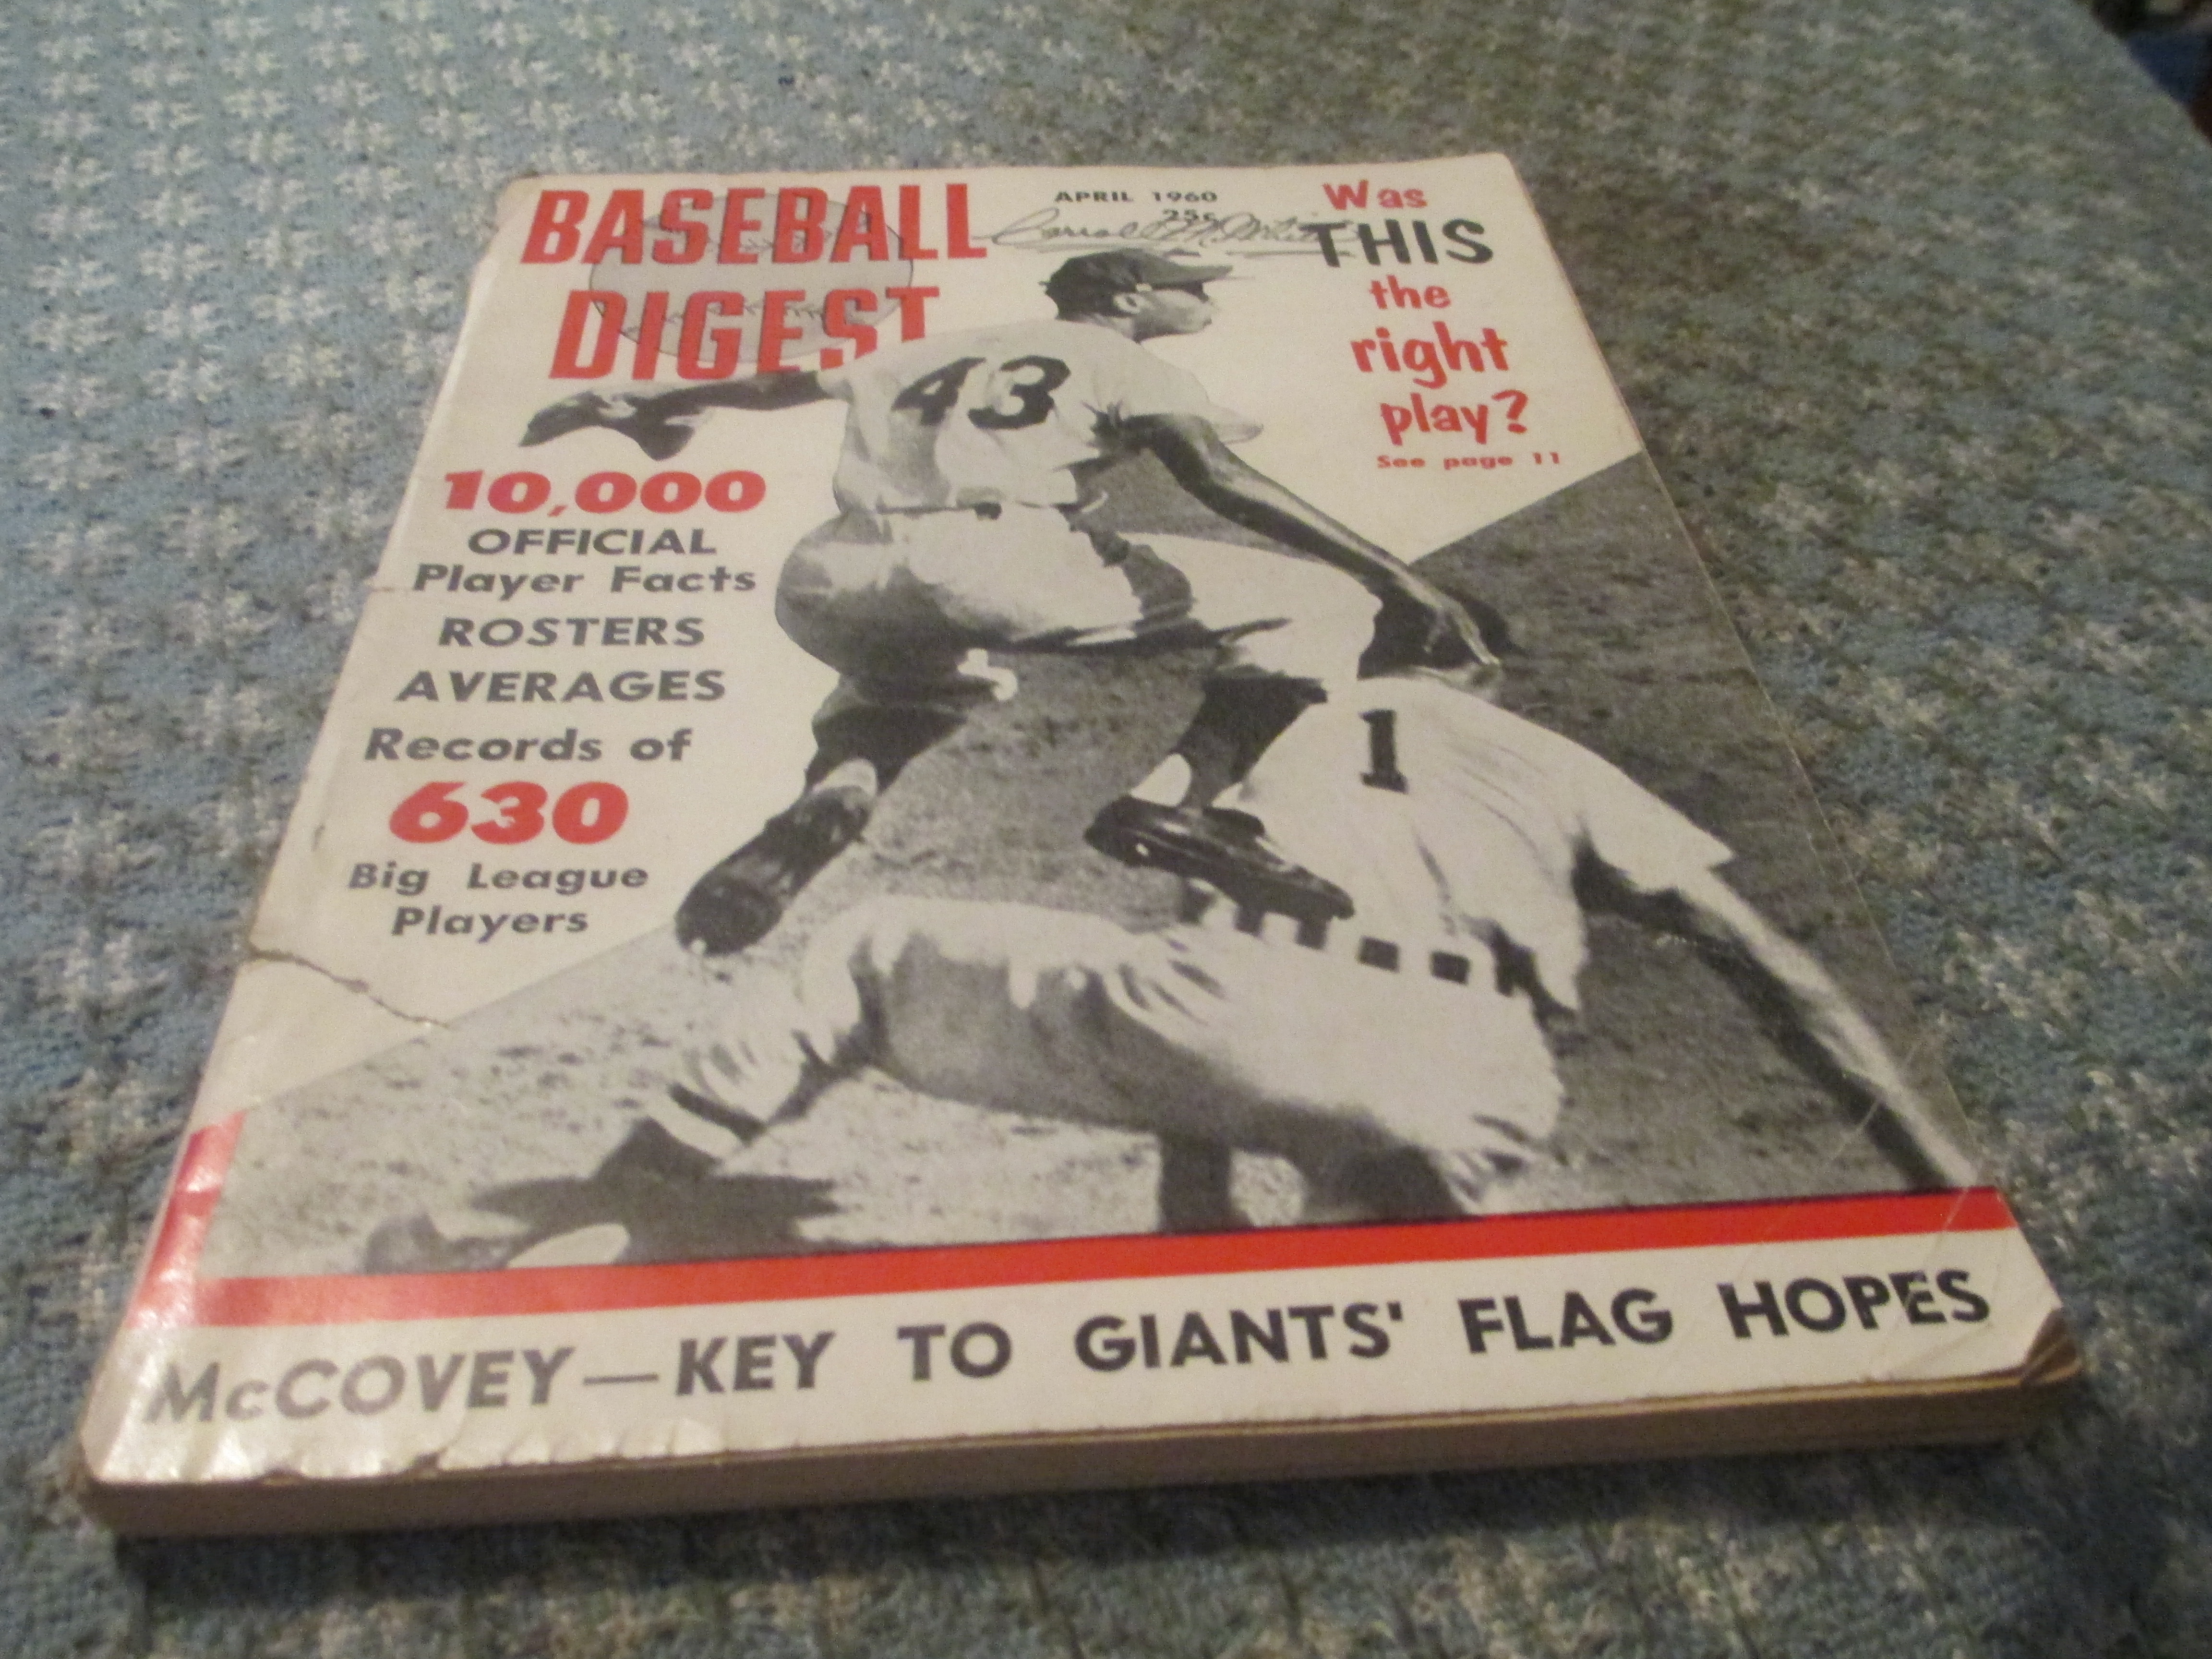 BASEBALL
DIGEST
APRIL 1960
25c
Was
THIS
the
right
play?
See page 11
43
10,000
OFFICIAL
Player Facts
ROSTERS
AVERAGES
Records of
630
Big League
Players
1
McCOVEY—KEY TO GIANTS' FLAG HOPES